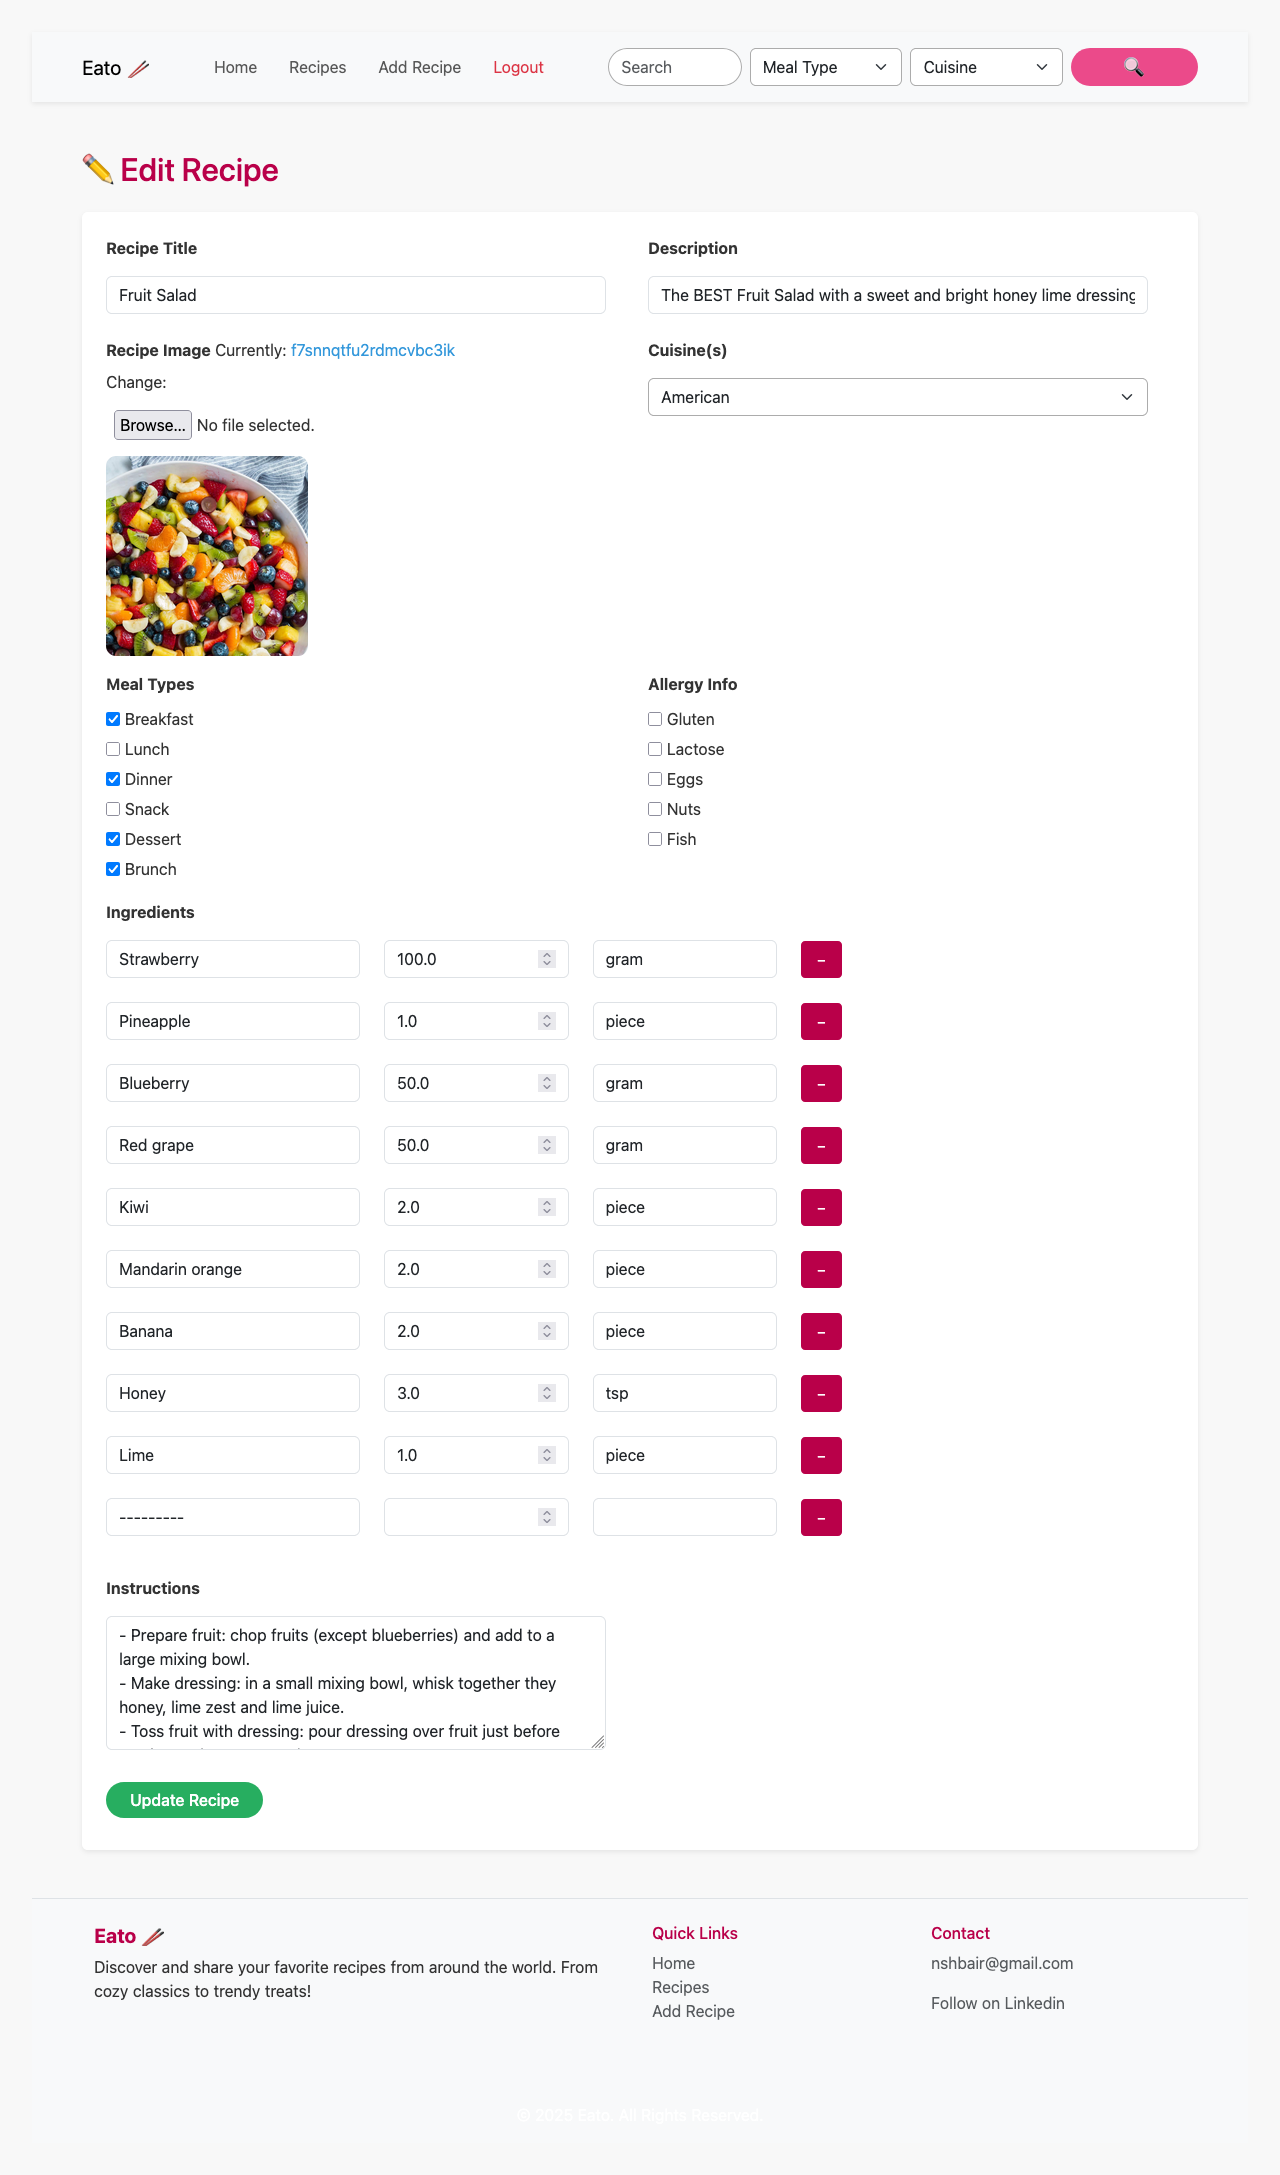 Eato 🥢
Home
Recipes
Add Recipe
Logout
Search
Meal Type
Cuisine
🔍
✏️ Edit Recipe
Recipe Title
Description
Fruit Salad
The BEST Fruit Salad with a sweet and bright honey lime dressing
Recipe Image Currently: f7snnqtfu2rdmcvbc3ik
Cuisine(s)
Change:
American
Browse... No file selected.
Meal Types
Breakfast
Lunch
Dinner
Snack
Dessert
Brunch
Allergy Info
Gluten
Lactose
Eggs
Nuts
Fish
Ingredients
Strawberry 100.0 gram –
Pineapple 1.0 piece –
Blueberry 50.0 gram –
Red grape 50.0 gram –
Kiwi 2.0 piece –
Mandarin orange 2.0 piece –
Banana 2.0 piece –
Honey 3.0 tsp –
Lime 1.0 piece –
--------- –
Instructions
- Prepare fruit: chop fruits (except blueberries) and add to a
large mixing bowl.
- Make dressing: in a small mixing bowl, whisk together they
honey, lime zest and lime juice.
- Toss fruit with dressing: pour dressing over fruit just before
Update Recipe
Eato 🥢
Discover and share your favorite recipes from around the world. From
cozy classics to trendy treats!
Quick Links
Home
Recipes
Add Recipe
Contact
nshbair@gmail.com
Follow on Linkedin
© 2025 Eato. All Rights Reserved.